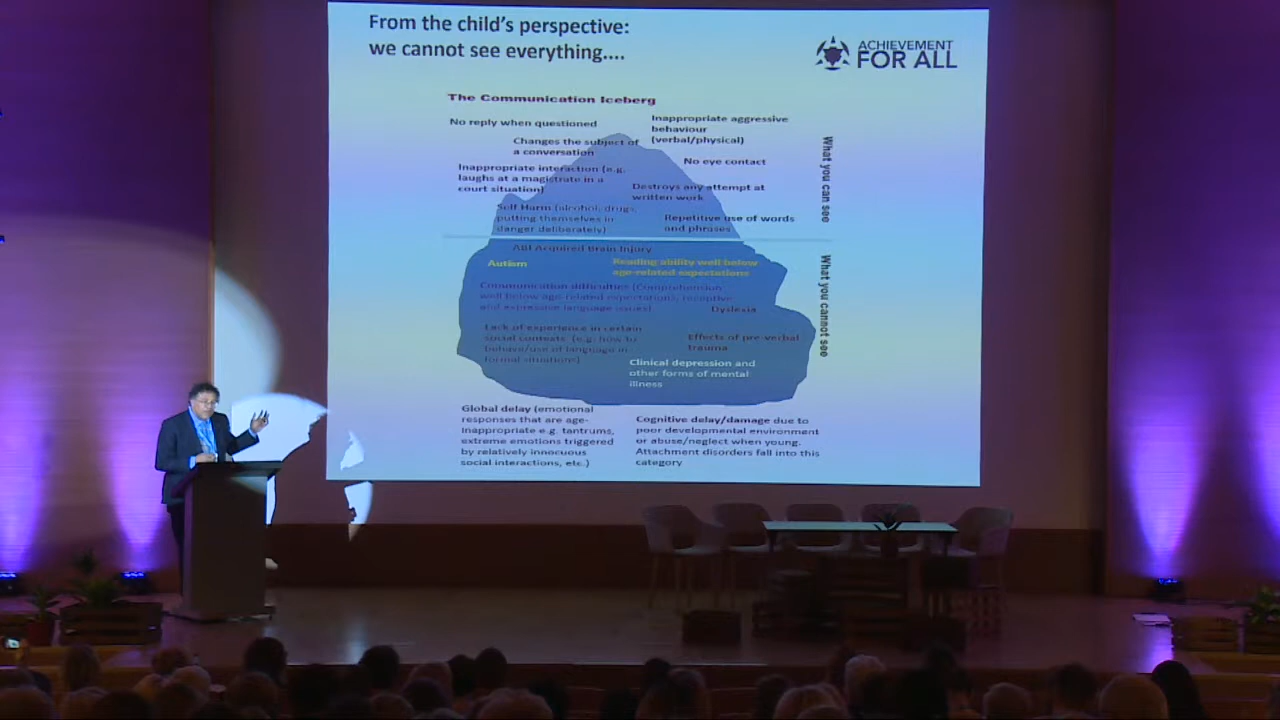 From the child's perspective:
we cannot see everything....
ACHIEVEMENT
FOR ALL
The Communication Iceberg
No reply when questioned
Inappropriate aggressive
behaviour
(verbal/physical)
Changes the subject of
a conversation
No eye contact
Inappropriate interaction (e.g.
laughs at a magistrate in a
court situation)
Destroys any attempt at
written work
Self Harm (alcohol, drugs,
putting themselves in
danger deliberately)
Repetitive use of words
and phrases
What you can see
ABI Acquired Brain Injury
Autism
Reading ability well below
age-related expectations
Communication difficulties (Comprehension
well below age-related expectations, receptive
and expressive language issues)
Dyslexia
Lack of experience in certain
social contexts (e.g. how to
behave/use of language in
formal situations)
Effects of pre-verbal
trauma
Clinical depression and
other forms of mental
illness
What you cannot see
Global delay (emotional
responses that are age-
inappropriate e.g. tantrums,
extreme emotions triggered
by relatively innocuous
social interactions, etc.)
Cognitive delay/damage due to
poor developmental environment
or abuse/neglect when young.
Attachment disorders fall into this
category